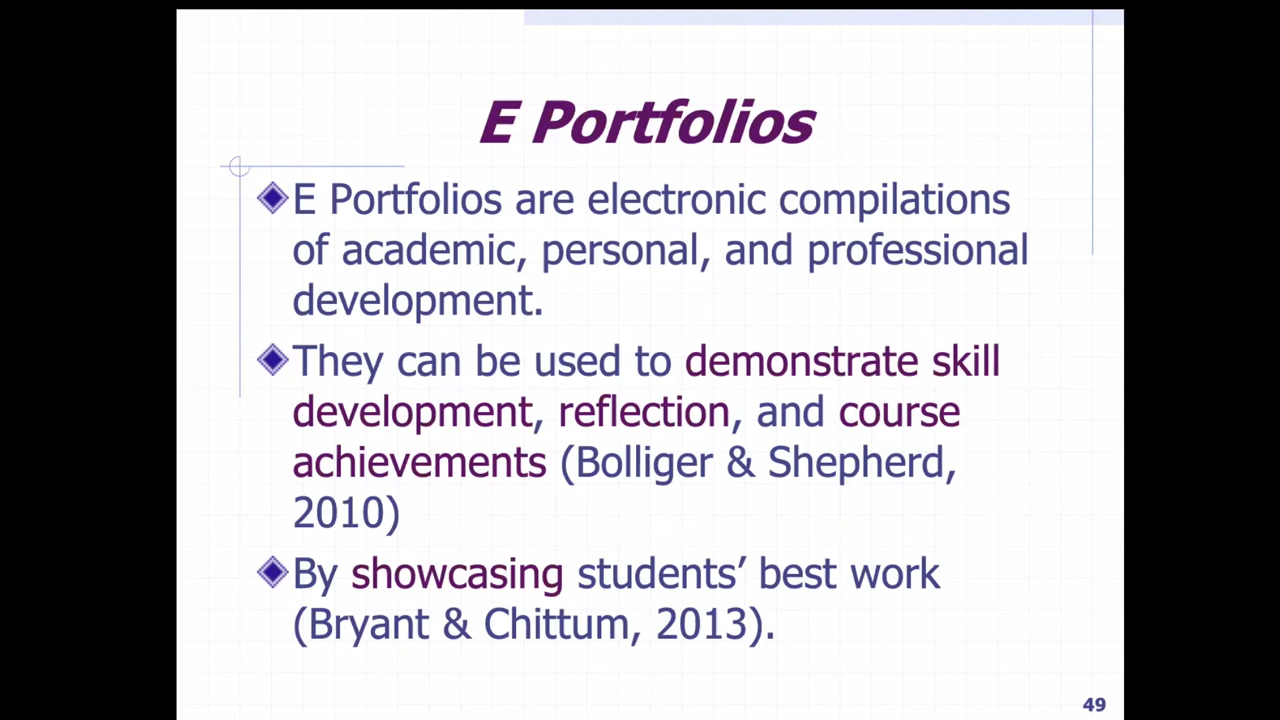 E Portfolios
E Portfolios are electronic compilations
of academic, personal, and professional
development.
They can be used to demonstrate skill
development, reflection, and course
achievements (Bolliger & Shepherd,
2010)
By showcasing students’ best work
(Bryant & Chittum, 2013).
49